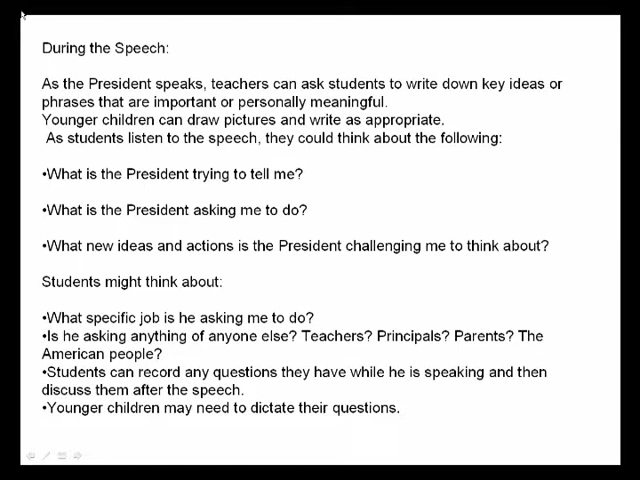 During the Speech:
As the President speaks, teachers can ask students to write down key ideas or
phrases that are important or personally meaningful.
Younger children can draw pictures and write as appropriate.
As students listen to the speech, they could think about the following:
•What is the President trying to tell me?
•What is the President asking me to do?
•What new ideas and actions is the President challenging me to think about?
Students might think about:
•What specific job is he asking me to do?
•Is he asking anything of anyone else? Teachers? Principals? Parents? The
American people?
•Students can record any questions they have while he is speaking and then
discuss them after the speech.
•Younger children may need to dictate their questions.